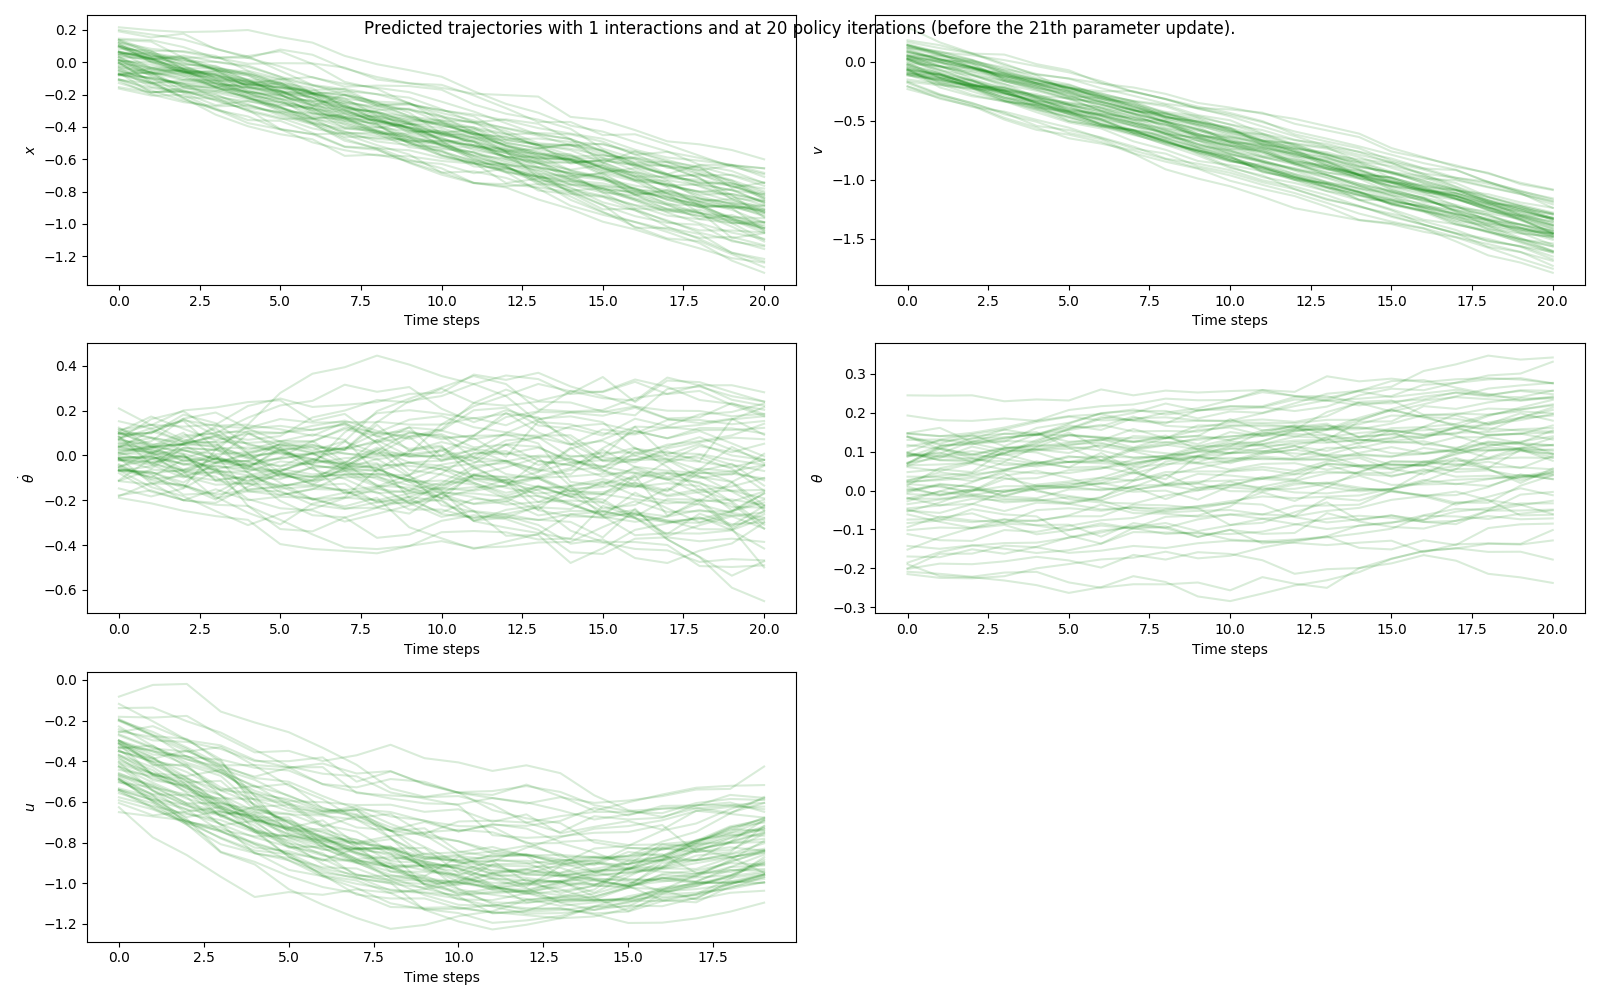 Predicted trajectories with 1 interactions and at 20 policy iterations (before the 21th parameter update).
0.2
0.0
−0.2
−0.4
−0.6
−0.8
−1.0
−1.2
x
0.0 2.5 5.0 7.5 10.0 12.5 15.0 17.5 20.0
Time steps
0.0
−0.5
−1.0
−1.5
v
0.0 2.5 5.0 7.5 10.0 12.5 15.0 17.5 20.0
Time steps
0.4
0.2
0.0
−0.2
−0.4
−0.6
θ̇
0.0 2.5 5.0 7.5 10.0 12.5 15.0 17.5 20.0
Time steps
0.3
0.2
0.1
0.0
−0.1
−0.2
−0.3
θ
0.0 2.5 5.0 7.5 10.0 12.5 15.0 17.5 20.0
Time steps
0.0
−0.2
−0.4
−0.6
−0.8
−1.0
−1.2
u
0.0 2.5 5.0 7.5 10.0 12.5 15.0 17.5
Time steps